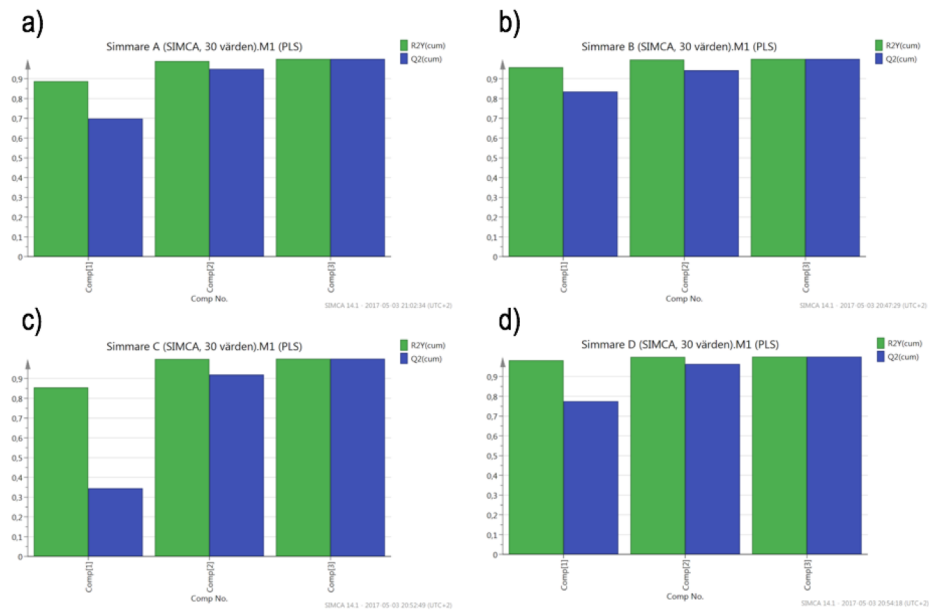 a)
Simmare A (SIMCA, 30 värden).M1 (PLS)
R2Y(cum)
Q2(cum)
0,9
0,8
0,7
0,6
0,5
0,4
0,3
0,2
0,1
0
Comp[1]
Comp[2]
Comp[3]
Comp No.
SIMCA 14.1 - 2017-05-03 21:02:34 (UTC+2)
b)
Simmare B (SIMCA, 30 värden).M1 (PLS)
R2Y(cum)
Q2(cum)
0,9
0,8
0,7
0,6
0,5
0,4
0,3
0,2
0,1
0
Comp[1]
Comp[2]
Comp[3]
Comp No.
SIMCA 14.1 - 2017-05-03 20:47:29 (UTC+2)
c)
Simmare C (SIMCA, 30 värden).M1 (PLS)
R2Y(cum)
Q2(cum)
0,9
0,8
0,7
0,6
0,5
0,4
0,3
0,2
0,1
0
Comp[1]
Comp[2]
Comp[3]
Comp No.
SIMCA 14.1 - 2017-05-03 20:52:49 (UTC+2)
d)
Simmare D (SIMCA, 30 värden).M1 (PLS)
R2Y(cum)
Q2(cum)
0,9
0,8
0,7
0,6
0,5
0,4
0,3
0,2
0,1
0
Comp[1]
Comp[2]
Comp[3]
Comp No.
SIMCA 14.1 - 2017-05-03 20:54:18 (UTC+2)